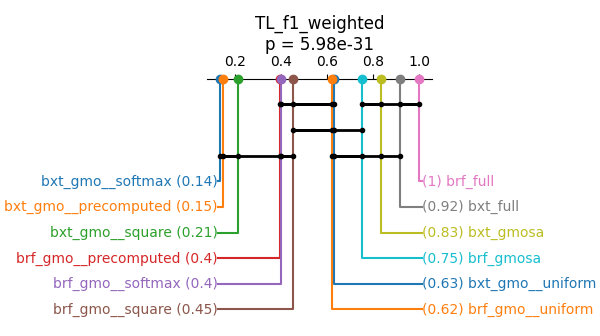 TL_f1_weighted
p = 5.98e-31
0.2 0.4 0.6 0.8 1.0
bxt_gmo__softmax (0.14) (1) brf_full
bxt_gmo__precomputed (0.15) (0.92) bxt_full
bxt_gmo__square (0.21) (0.83) bxt_gmosa
brf_gmo__precomputed (0.4) (0.75) brf_gmosa
brf_gmo__softmax (0.4) (0.63) bxt_gmo__uniform
brf_gmo__square (0.45) (0.62) brf_gmo__uniform